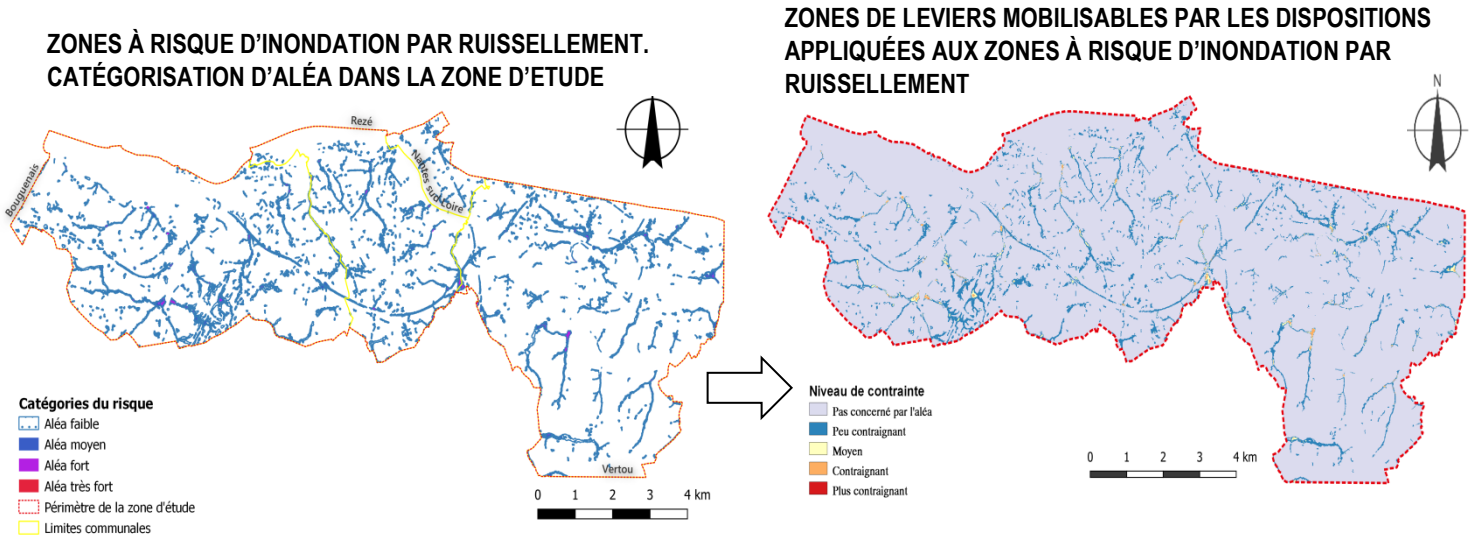 ZONES À RISQUE D'INONDATION PAR RUISSELLEMENT.
CATÉGORISATION D'ALÉA DANS LA ZONE D'ETUDE
Rezé
Bouguenais
Nantes sud Loire
Vertou
Catégories du risque
Aléa faible
Aléa moyen
Aléa fort
Aléa très fort
Périmètre de la zone d'étude
Limites communales
0 1 2 3 4 km
ZONES DE LEVIERS MOBILISABLES PAR LES DISPOSITIONS
APPLIQUÉES AUX ZONES À RISQUE D'INONDATION PAR
RUISSELLEMENT
N
Niveau de contrainte
Pas concerné par l'aléa
Peu contraignant
Moyen
Contraignant
Plus contraignant
0 1 2 3 4 km